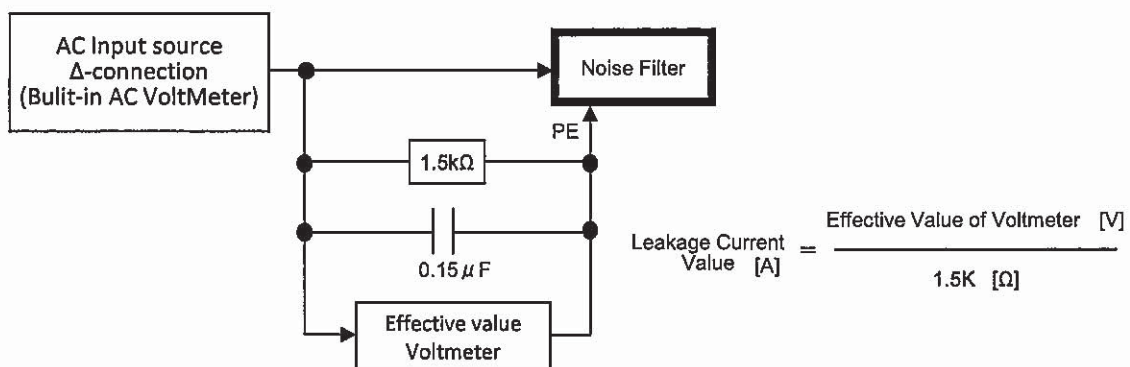 AC Input source
Δ-connection
(Bulit-in AC VoltMeter)
Noise Filter
PE
1.5kΩ
0.15μF
Effective value
Voltmeter
Leakage Current
Value [A]
=
Effective Value of Voltmeter [V]
1.5K [Ω]